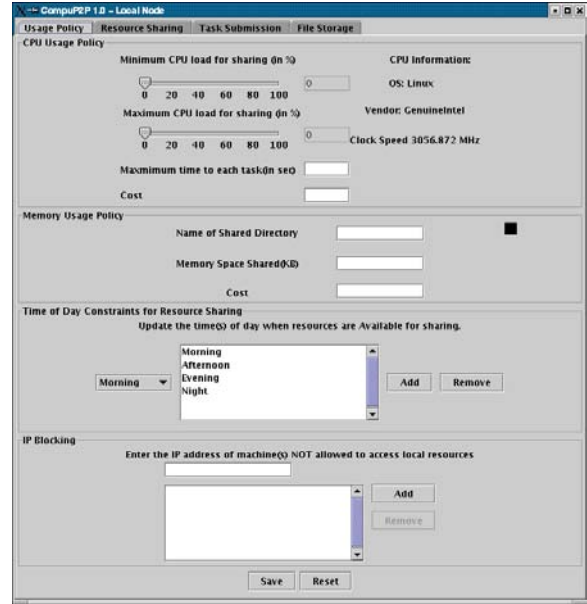 CompuP2P 1.0 - Local Node
Usage Policy Resource Sharing Task Submission File Storage
CPU Usage Policy
Minimum CPU load for sharing (in %) CPU Information:
0
0 20 40 60 80 100
OS: Linux
Maximum CPU load for sharing (in %) Vendor: GenuineIntel
0
0 20 40 60 80 100
Clock Speed 3056.872 MHz
Maxmimum time to each task(in sec)
Cost
Memory Usage Policy
Name of Shared Directory
Memory Space Shared(KB)
Cost
Time of Day Constraints for Resource Sharing
Update the time(s) of day when resources are Available for sharing.
Morning
Afternoon
Evening
Night
Morning Add Remove
IP Blocking
Enter the IP address of machine(s) NOT allowed to access local resources
Add
Remove
Save Reset